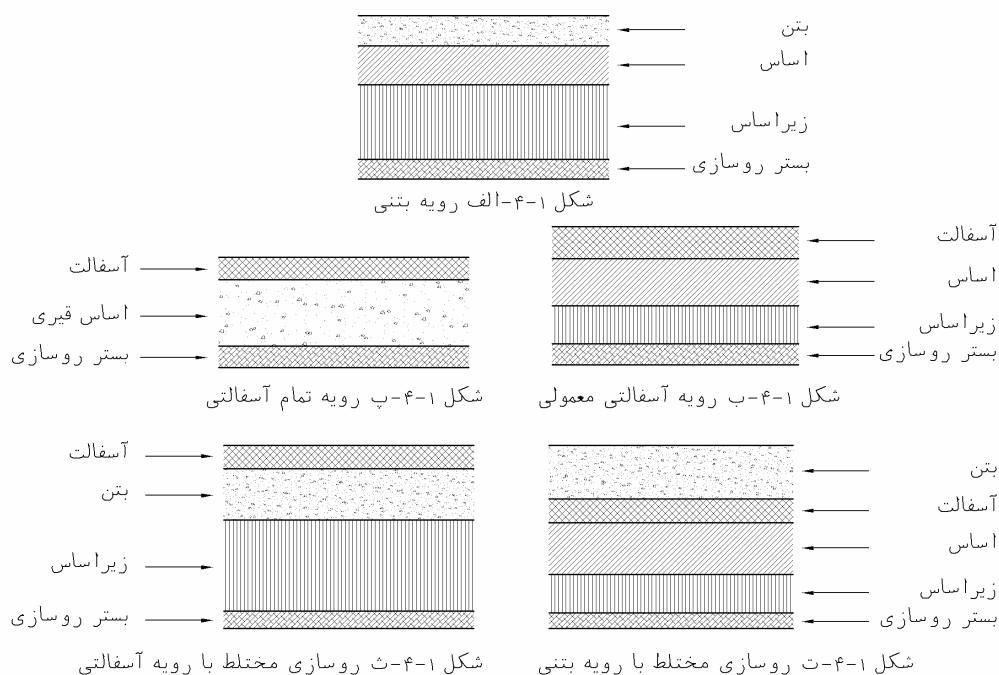 بتن
اساس
زیراساس
بستر روسازی
شکل ۱-۴-الف رویه بتنی
آسفالت
اساس
زیراساس
بستر روسازی
شکل ۱-۴-ب رویه آسفالتی معمولی
آسفالت
اساس قیری
بستر روسازی
شکل ۱-۴-پ رویه تمام آسفالتی
بتن
آسفالت
اساس
زیراساس
بستر روسازی
شکل ۱-۴-ت روسازی مختلط با رویه بتنی
آسفالت
بتن
زیراساس
بستر روسازی
شکل ۱-۴-ث روسازی مختلط با رویه آسفالتی